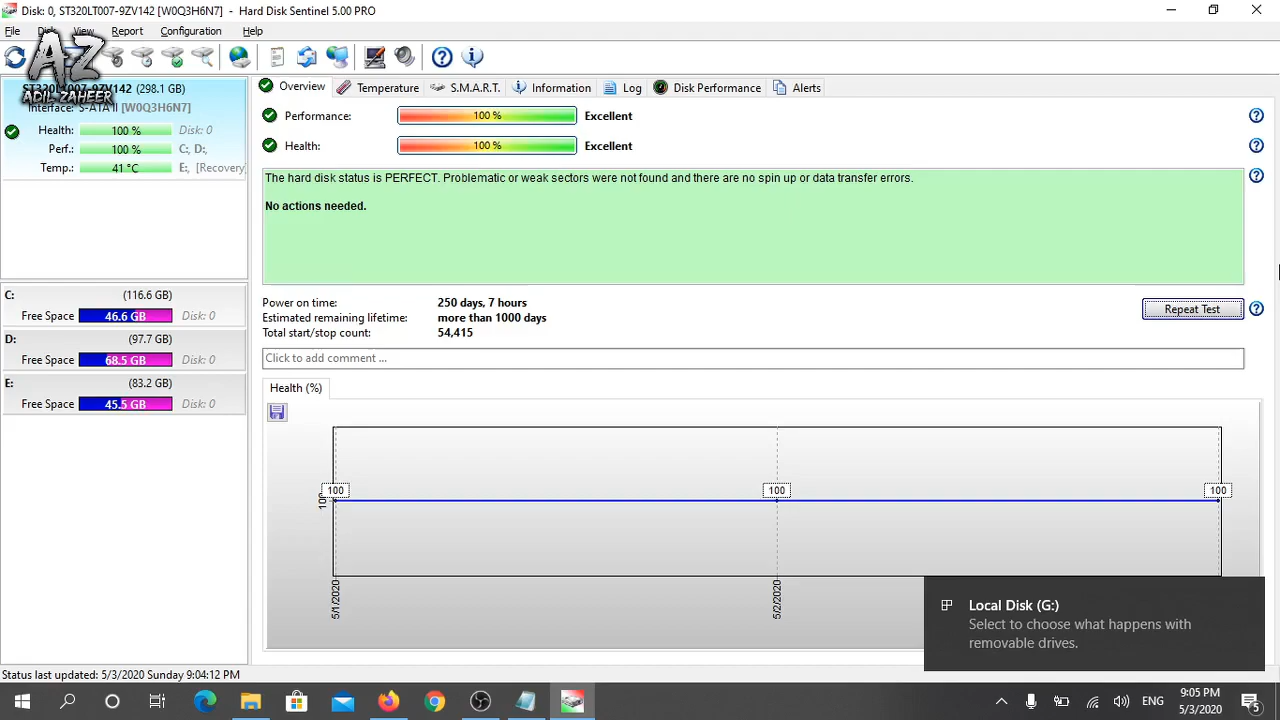 Disk: 0, ST320LT007-9ZV142 [W0Q3H6N7] - Hard Disk Sentinel 5.00 PRO
File View Report Configuration Help
AZ
ADIL ZAHEER
ST320LT007-9ZV142 (298.1 GB)
Interface: S-ATA II [W0Q3H6N7]
Health: 100 % Disk: 0
Perf.: 100 % C:, D:,
Temp.: 41 °C E:, [Recovery]
C: (116.6 GB)
Free Space 46.6 GB Disk: 0
D: (97.7 GB)
Free Space 68.5 GB Disk: 0
E: (83.2 GB)
Free Space 45.5 GB Disk: 0
Overview Temperature S.M.A.R.T. Information Log Disk Performance Alerts
Performance: 100 % Excellent
Health: 100 % Excellent
The hard disk status is PERFECT. Problematic or weak sectors were not found and there are no spin up or data transfer errors.
No actions needed.
Power on time: 250 days, 7 hours
Estimated remaining lifetime: more than 1000 days
Total start/stop count: 54,415
Repeat Test
Click to add comment ...
Health (%)
100
100 100 100
5/1/2020 5/2/2020
Local Disk (G:)
Select to choose what happens with
removable drives.
Status last updated: 5/3/2020 Sunday 9:04:12 PM
ENG
9:05 PM
5/3/2020
5